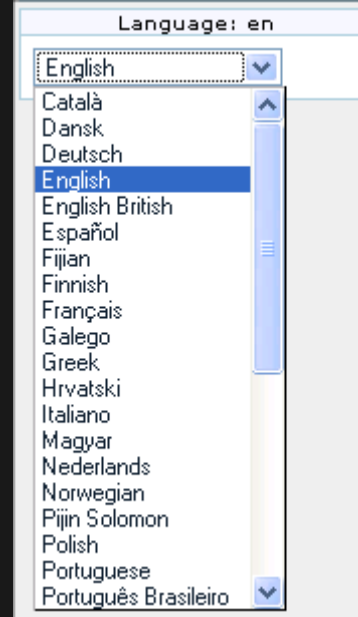 Language: en
English
Català
Dansk
Deutsch
English
English British
Español
Fijian
Finnish
Français
Galego
Greek
Hrvatski
Italiano
Magyar
Nederlands
Norwegian
Pijin Solomon
Polish
Portuguese
Português Brasileiro